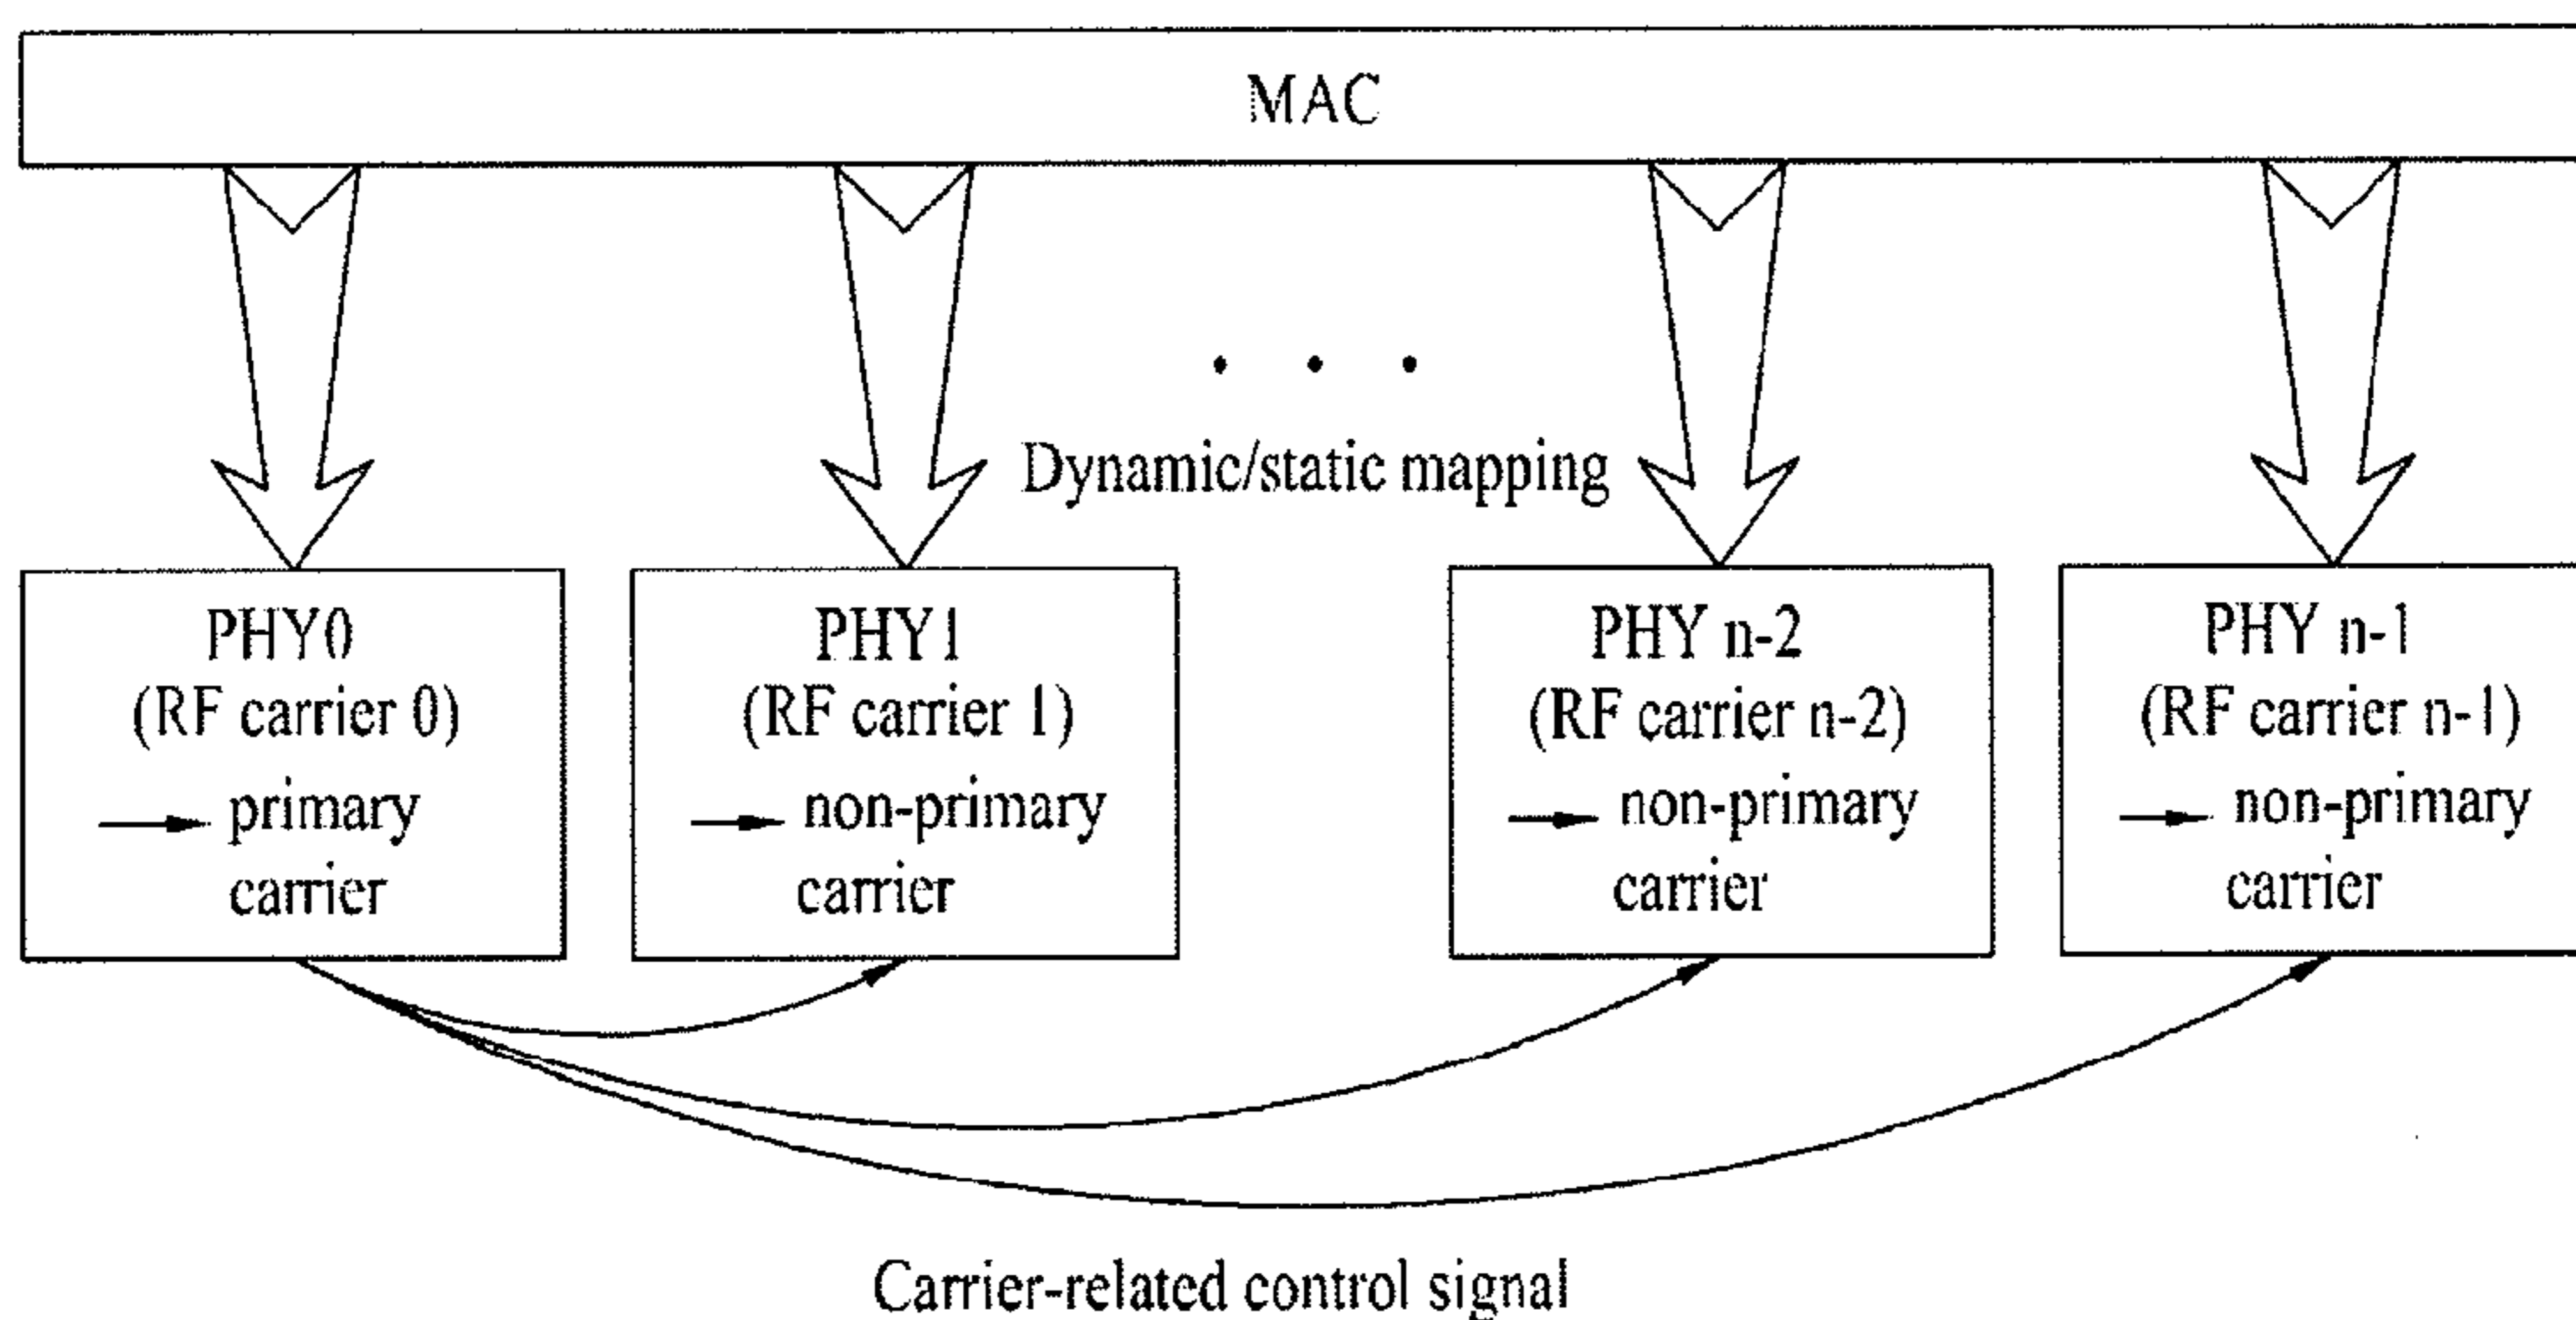 MAC
. . .
Dynamic/static mapping
PHY0
(RF carrier 0)
→ primary
carrier
PHY1
(RF carrier 1)
→ non-primary
carrier
PHY n-2
(RF carrier n-2)
→ non-primary
carrier
PHY n-1
(RF carrier n-1)
→ non-primary
carrier
Carrier-related control signal